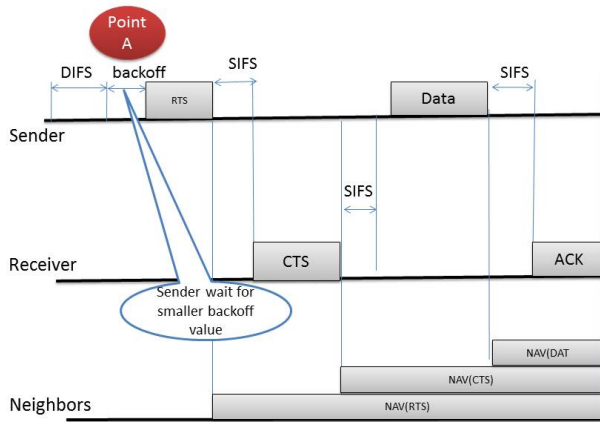 Point
A
DIFS
backoff
SIFS
SIFS
RTS
Data
Sender
SIFS
Receiver
CTS
ACK
Sender wait for
smaller backoff
value
NAV(DAT
NAV(CTS)
Neighbors
NAV(RTS)